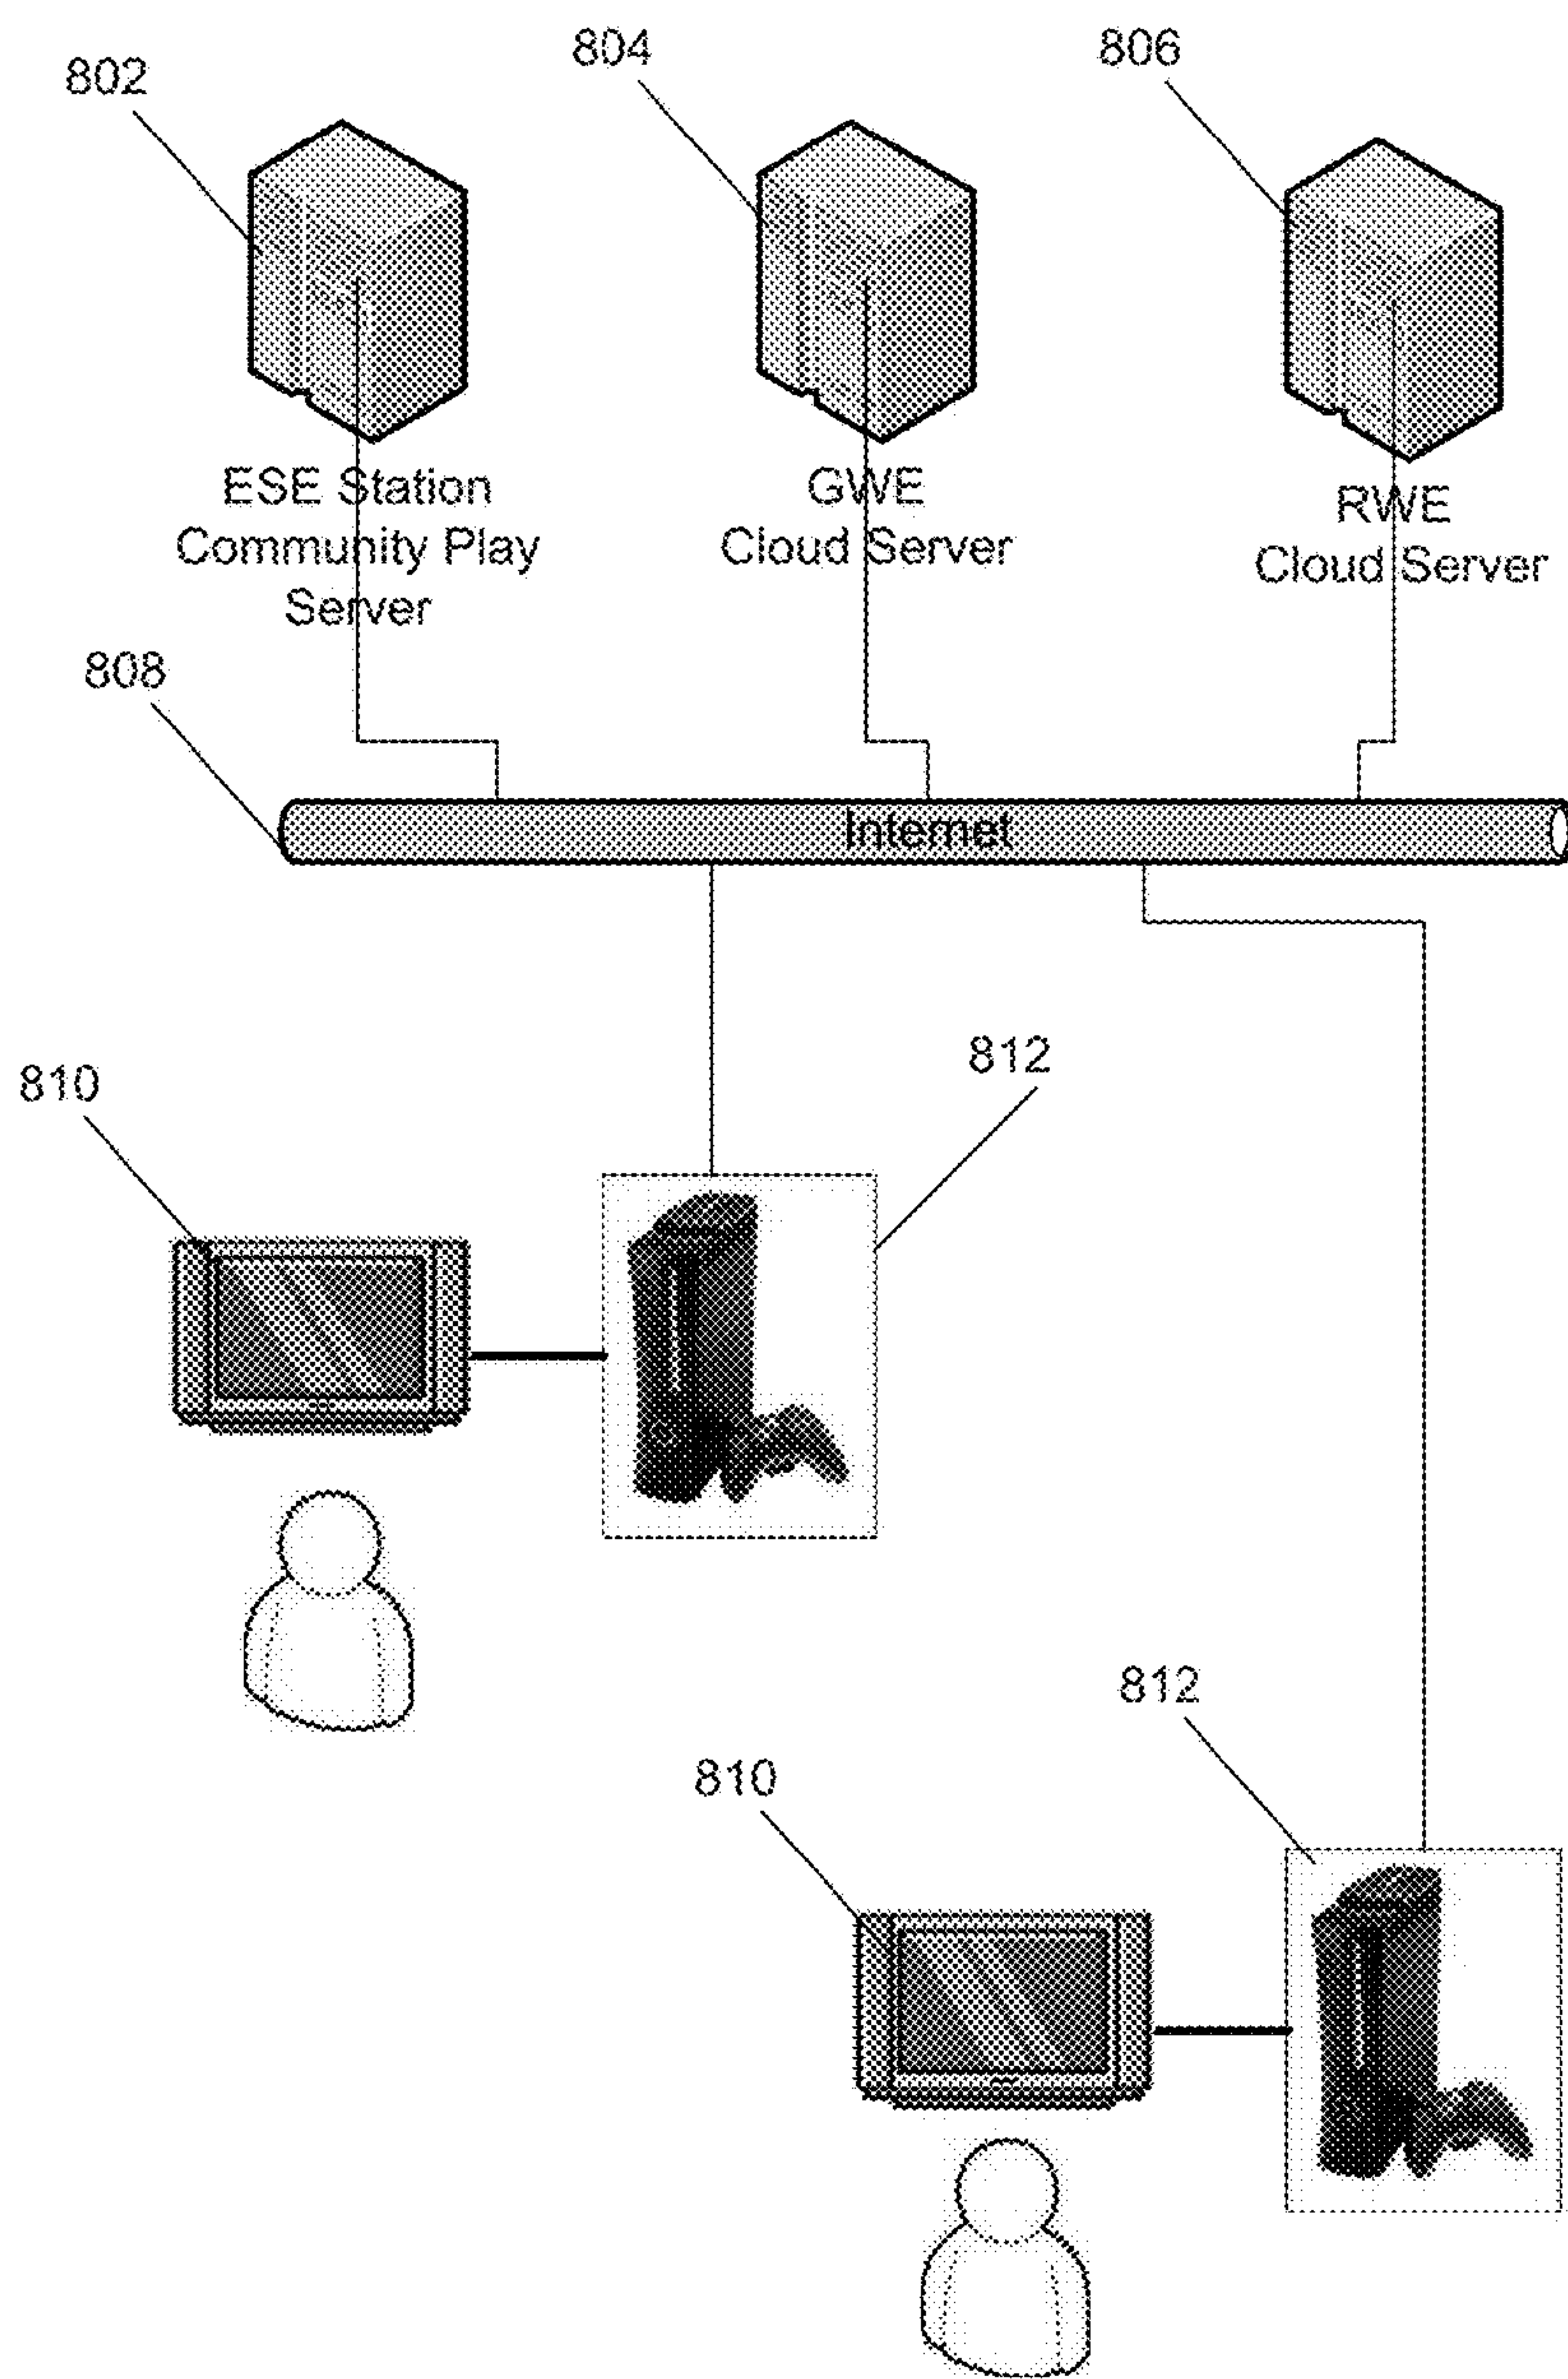 802
804
806
ESE Station
Community Play
Server
GWE
Cloud Server
RWE
Cloud Server
808
Internet
810
812
810
812